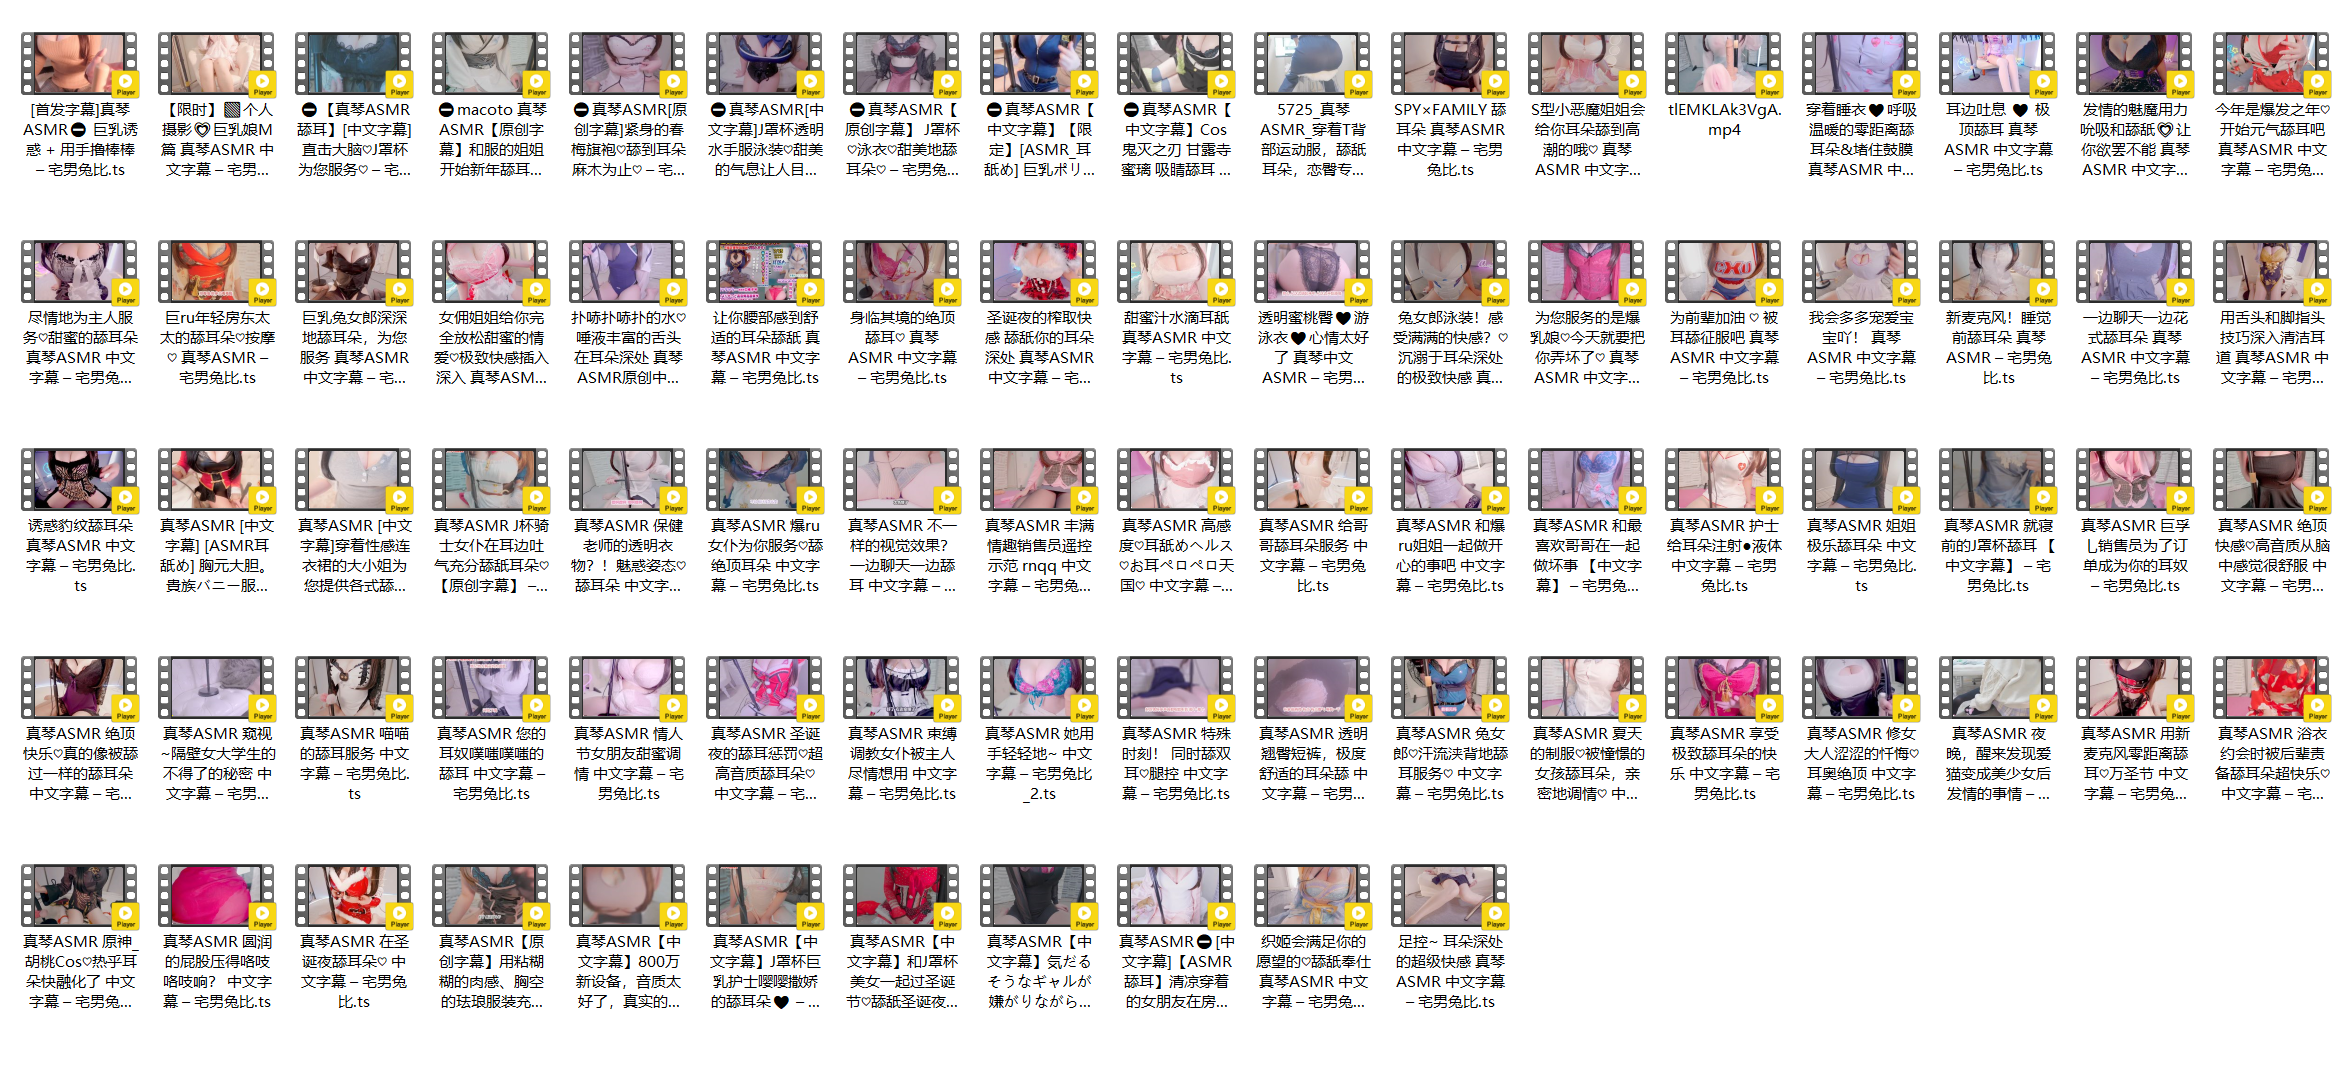 [首发字幕]真琴
ASMR⛔ 巨乳诱
惑 + 用手撸棒棒
– 宅男兔比.ts
【限时】▧个人
摄影♡巨乳娘M
篇 真琴ASMR 中
文字幕 – 宅男...
⛔【真琴ASMR
舔耳】[中文字幕]
直击大脑♡J罩杯
为您服务♡ – 宅...
⛔macoto 真琴
ASMR【原创字
幕】和服的姐姐
开始新年舔耳...
⛔真琴ASMR[原
创字幕]紧身的春
梅旗袍♡舔到耳朵
麻木为止♡ – 宅...
⛔真琴ASMR[中
文字幕]J罩杯透明
水手服泳装♡甜美
的气息让人目...
⛔真琴ASMR【
原创字幕】J罩杯
♡泳衣♡甜美地舔
耳朵♡ – 宅男兔...
⛔真琴ASMR【
中文字幕】【限
定】[ASMR_耳
舐め] 巨乳ポリ...
⛔真琴ASMR【
中文字幕】Cos
鬼灭之刃 甘露寺
蜜璃 吸睛舔耳 ...
5725_真琴
ASMR_穿着T背
部运动服，舔舐
耳朵，恋臀专...
SPY×FAMILY 舔
耳朵 真琴ASMR
中文字幕 – 宅男
兔比.ts
S型小恶魔姐姐会
给你耳朵舔到高
潮的哦♡ 真琴
ASMR 中文字...
tlEMKLAk3VgA.
mp4
穿着睡衣♥呼吸
温暖的零距离舔
耳朵&堵住鼓膜
真琴ASMR 中...
耳边吐息 ♥ 极
顶舔耳 真琴
ASMR 中文字幕
– 宅男兔比.ts
发情的魅魔用力
吮吸和舔舐♡让
你欲罢不能 真琴
ASMR 中文字...
今年是爆发之年♡
开始元气舔耳吧
真琴ASMR 中文
字幕 – 宅男兔...
尽情地为主人服
务♡甜蜜的舔耳朵
真琴ASMR 中文
字幕 – 宅男兔...
巨ru年轻房东太
太的舔耳朵♡按摩
♡ 真琴ASMR –
宅男兔比.ts
巨乳兔女郎深深
地舔耳朵，为您
服务 真琴ASMR
中文字幕 – 宅...
女佣姐姐给你完
全放松甜蜜的情
爱♡极致快感插入
深入 真琴ASM...
扑哧扑哧扑的水♡
唾液丰富的舌头
在耳朵深处 真琴
ASMR原创中...
让你腰部感到舒
适的耳朵舔舐 真
琴ASMR 中文字
幕 – 宅男兔比.ts
身临其境的绝顶
舔耳♡ 真琴
ASMR 中文字幕
– 宅男兔比.ts
圣诞夜的榨取快
感 舔舐你的耳朵
深处 真琴ASMR
中文字幕 – 宅...
甜蜜汁水滴耳舐
真琴ASMR 中文
字幕 – 宅男兔比.
ts
透明蜜桃臀♥游
泳衣♥心情太好
了 真琴中文
ASMR – 宅男...
兔女郎泳装！感
受满满的快感？♡
沉溺于耳朵深处
的极致快感 真...
为您服务的是爆
乳娘♡今天就要把
你弄坏了♡ 真琴
ASMR 中文字...
为前辈加油 ♡ 被
耳舔征服吧 真琴
ASMR 中文字幕
– 宅男兔比.ts
我会多多宠爱宝
宝吖！ 真琴
ASMR 中文字幕
– 宅男兔比.ts
新麦克风！睡觉
前舔耳朵 真琴
ASMR – 宅男兔
比.ts
一边聊天一边花
式舔耳朵 真琴
ASMR 中文字幕
– 宅男兔比.ts
用舌头和脚指头
技巧深入清洁耳
道 真琴ASMR 中
文字幕 – 宅男...
诱惑豹纹舔耳朵
真琴ASMR 中文
字幕 – 宅男兔比.
ts
真琴ASMR [中文
字幕] [ASMR耳
舐め] 胸元大胆。
貴族バニー服...
真琴ASMR [中文
字幕]穿着性感连
衣裙的大小姐为
您提供各式舔...
真琴ASMR J杯骑
士女仆在耳边吐
气充分舔耳朵♡
【原创字幕】 –...
真琴ASMR 保健
老师的透明衣
物？！魅惑姿态♡
舔耳朵 中文字...
真琴ASMR 爆ru
女仆为你服务♡舔
绝顶耳朵 中文字
幕 – 宅男兔比.ts
真琴ASMR 不一
样的视觉效果？
一边聊天一边舔
耳 中文字幕 – ...
真琴ASMR 丰满
情趣销售员遥控
示范 rnqq 中文
字幕 – 宅男兔...
真琴ASMR 高感
度♡耳舐めヘルス
♡お耳ペロペロ天
国♡ 中文字幕 –...
真琴ASMR 给哥
哥舔耳朵服务 中
文字幕 – 宅男兔
比.ts
真琴ASMR 和爆
ru姐姐一起做开
心的事吧 中文字
幕 – 宅男兔比.ts
真琴ASMR 和最
喜欢哥哥在一起
做坏事 【中文字
幕】 – 宅男兔...
真琴ASMR 护士
给耳朵注射●液体
中文字幕 – 宅男
兔比.ts
真琴ASMR 姐姐
极乐舔耳朵 中文
字幕 – 宅男兔比.
ts
真琴ASMR 就寝
前的J罩杯舔耳 【
中文字幕】 – 宅
男兔比.ts
真琴ASMR 巨孚
乚销售员为了订
单成为你的耳奴
– 宅男兔比.ts
真琴ASMR 绝顶
快感♡高音质从脑
中感觉很舒服 中
文字幕 – 宅男...
真琴ASMR 绝顶
快乐♡真的像被舔
过一样的舔耳朵
中文字幕 – 宅...
真琴ASMR 窥视
~隔壁女大学生的
不得了的秘密 中
文字幕 – 宅男...
真琴ASMR 喵喵
的舔耳服务 中文
字幕 – 宅男兔比.
ts
真琴ASMR 您的
耳奴噗嗤噗嗤的
舔耳 中文字幕 –
宅男兔比.ts
真琴ASMR 情人
节女朋友甜蜜调
情 中文字幕 – 宅
男兔比.ts
真琴ASMR 圣诞
夜的舔耳惩罚♡超
高音质舔耳朵♡
中文字幕 – 宅...
真琴ASMR 束缚
调教女仆被主人
尽情想用 中文字
幕 – 宅男兔比.ts
真琴ASMR 她用
手轻轻地~ 中文
字幕 – 宅男兔比
_2.ts
真琴ASMR 特殊
时刻！ 同时舔双
耳♡腿控 中文字
幕 – 宅男兔比.ts
真琴ASMR 透明
翘臀短裤，极度
舒适的耳朵舔 中
文字幕 – 宅男...
真琴ASMR 兔女
郎♡汗流浃背地舔
耳服务♡ 中文字
幕 – 宅男兔比.ts
真琴ASMR 夏天
的制服♡被憧憬的
女孩舔耳朵，亲
密地调情♡ 中...
真琴ASMR 享受
极致舔耳朵的快
乐 中文字幕 – 宅
男兔比.ts
真琴ASMR 修女
大人涩涩的忏悔♡
耳奥绝顶 中文字
幕 – 宅男兔比.ts
真琴ASMR 夜
晚，醒来发现爱
猫变成美少女后
发情的事情 – ...
真琴ASMR 用新
麦克风零距离舔
耳♡万圣节 中文
字幕 – 宅男兔...
真琴ASMR 浴衣
约会时被后辈责
备舔耳朵超快乐♡
中文字幕 – 宅...
真琴ASMR 原神_
胡桃Cos♡热乎耳
朵快融化了 中文
字幕 – 宅男兔...
真琴ASMR 圆润
的屁股压得咯吱
咯吱响？ 中文字
幕 – 宅男兔比.ts
真琴ASMR 在圣
诞夜舔耳朵♡ 中
文字幕 – 宅男兔
比.ts
真琴ASMR【原
创字幕】用粘糊
糊的肉感、胸空
的珐琅服装充...
真琴ASMR【中
文字幕】800万
新设备，音质太
好了，真实的...
真琴ASMR【中
文字幕】J罩杯巨
乳护士嘤嘤撒娇
的舔耳朵♥ – ...
真琴ASMR【中
文字幕】和J罩杯
美女一起过圣诞
节♡舔舐圣诞夜...
真琴ASMR【中
文字幕】気だる
そうなギャルが
嫌がりながら...
真琴ASMR⛔[中
文字幕]【ASMR
舔耳】清凉穿着
的女朋友在房...
织姬会满足你的
愿望的♡舔舐奉仕
真琴ASMR 中文
字幕 – 宅男兔...
足控~ 耳朵深处
的超级快感 真琴
ASMR 中文字幕
– 宅男兔比.ts